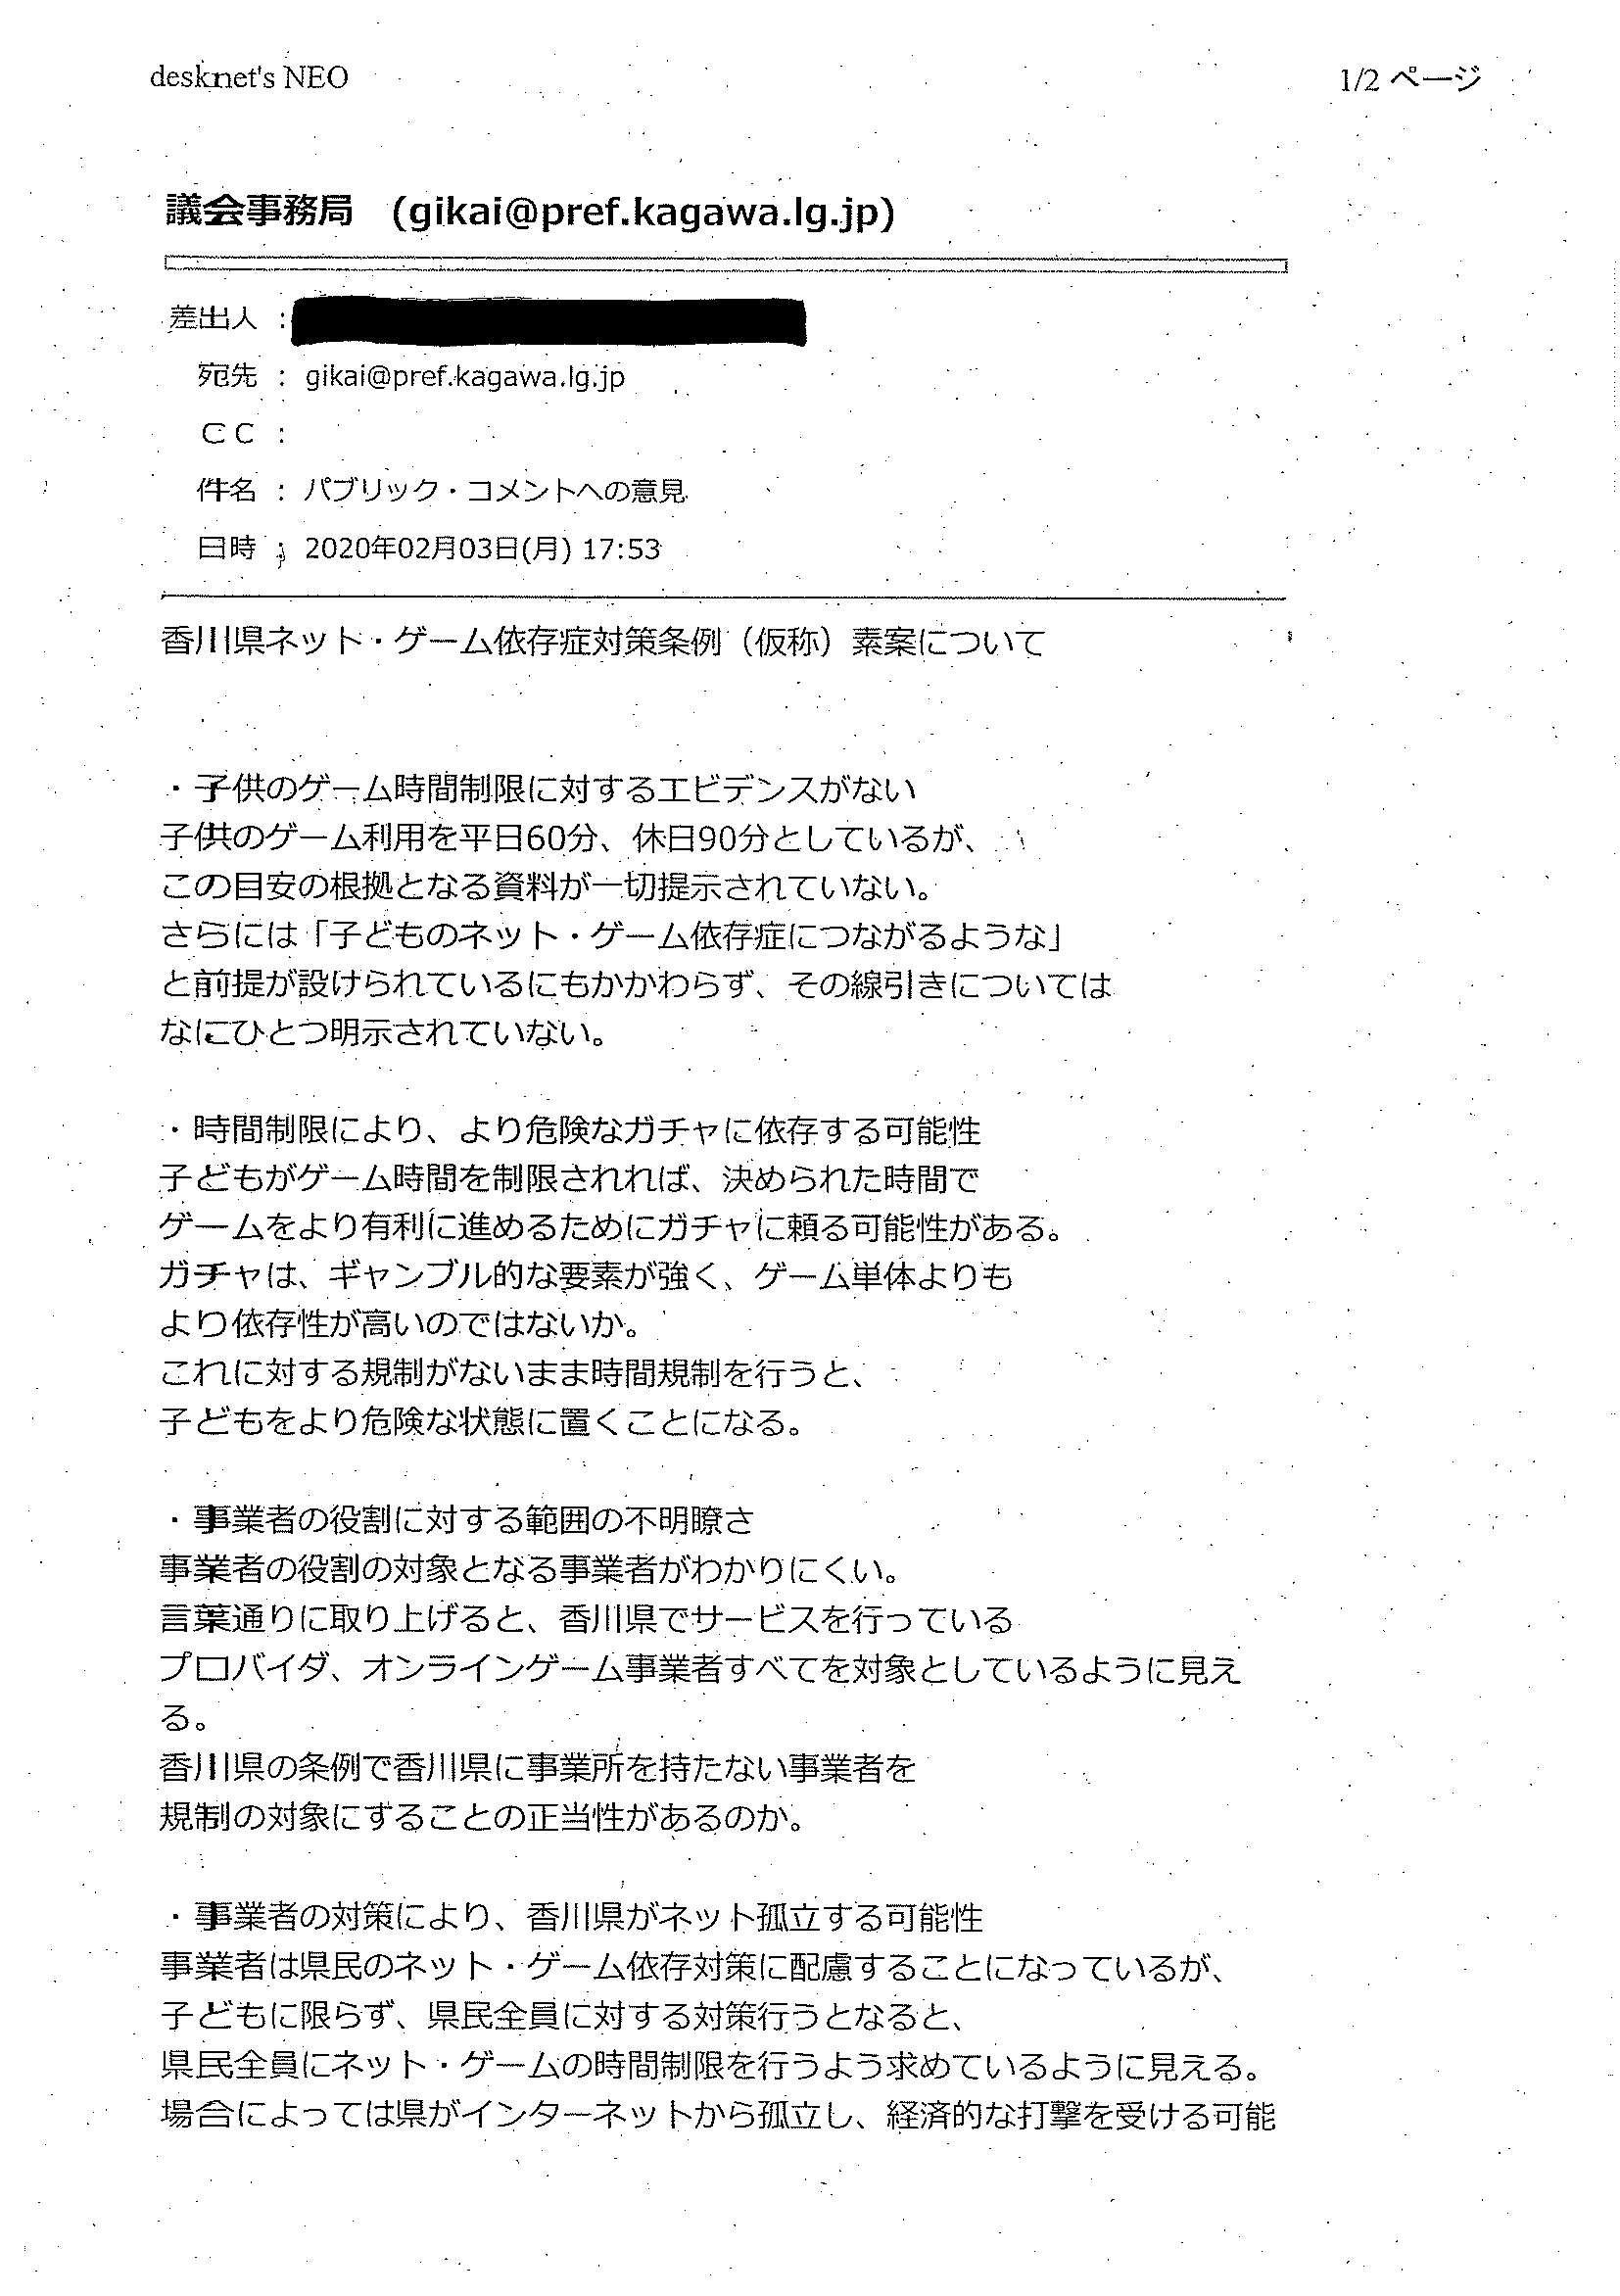 desknet's NEO
1/2 ページ
議会事務局 (gikai@pref.kagawa.lg.jp)
差出人 :
宛先 : gikai@pref.kagawa.lg.jp
ＣＣ :
件名 : パブリック・コメントへの意見
日時 : 2020年02月03日(月) 17:53
香川県ネット・ゲーム依存症対策条例（仮称）素案について
・子供のゲーム時間制限に対するエビデンスがない
子供のゲーム利用を平日60分、休日90分としているが、
この目安の根拠となる資料が一切提示されていない。
さらには「子どものネット・ゲーム依存症につながるような」
と前提が設けられているにもかかわらず、その線引きについては
なにひとつ明示されていない。
・時間制限により、より危険なガチャに依存する可能性
子どもがゲーム時間を制限されれば、決められた時間で
ゲームをより有利に進めるためにガチャに頼る可能性がある。
ガチャは、ギャンブル的な要素が強く、ゲーム単体よりも
より依存性が高いのではないか。
これに対する規制がないまま時間規制を行うと、
子どもをより危険な状態に置くことになる。
・事業者の役割に対する範囲の不明瞭さ
事業者の役割の対象となる事業者がわかりにくい。
言葉通りに取り上げると、香川県でサービスを行っている
プロバイダ、オンラインゲーム事業者すべてを対象としているように見え
る。
香川県の条例で香川県に事業所を持たない事業者を
規制の対象にすることの正当性があるのか。
・事業者の対策により、香川県がネット孤立する可能性
事業者は県民のネット・ゲーム依存対策に配慮することになっているが、
子どもに限らず、県民全員に対する対策行うとなると、
県民全員にネット・ゲームの時間制限を行うよう求めているように見える。
場合によっては県がインターネットから孤立し、経済的な打撃を受ける可能